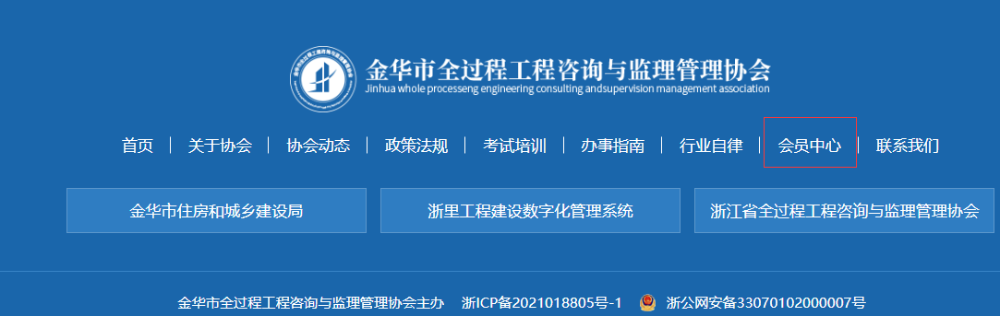 金华市全过程工程咨询与监理管理协会
Jinhua whole processeng engineering consulting andsupervision management association
首页 关于协会 协会动态 政策法规 考试培训 办事指南 行业自律 会员中心 联系我们
金华市住房和城乡建设局 浙里工程建设数字化管理系统 浙江省全过程工程咨询与监理管理协会
金华市全过程工程咨询与监理管理协会主办 浙ICP备2021018805号-1 浙公网安备33070102000007号